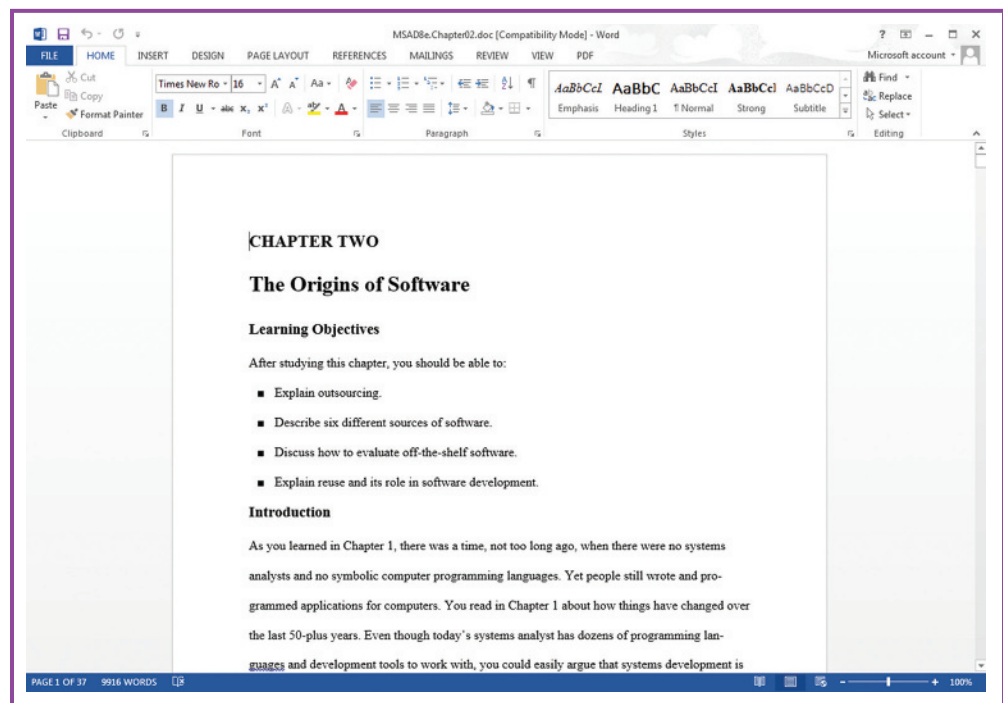 MSAD8e.Chapter02.doc [Compatibility Mode] - Word
FILE HOME INSERT DESIGN PAGE LAYOUT REFERENCES MAILINGS REVIEW VIEW PDF Microsoft account
Cut
Copy
Format Painter
Paste
Clipboard
Times New Ro 16
Font
Paragraph
AaBbCcI AaBbC AaBbCcI AaBbCcI AaBbCcD
Emphasis Heading 1 ¶ Normal Strong Subtitle
Styles
Find
Replace
Select
Editing
CHAPTER TWO
The Origins of Software
Learning Objectives
After studying this chapter, you should be able to:
■ Explain outsourcing.
■ Describe six different sources of software.
■ Discuss how to evaluate off-the-shelf software.
■ Explain reuse and its role in software development.
Introduction
As you learned in Chapter 1, there was a time, not too long ago, when there were no systems
analysts and no symbolic computer programming languages. Yet people still wrote and pro-
grammed applications for computers. You read in Chapter 1 about how things have changed over
the last 50-plus years. Even though today's systems analyst has dozens of programming lan-
guages and development tools to work with, you could easily argue that systems development is
PAGE 1 OF 37 9916 WORDS 100%